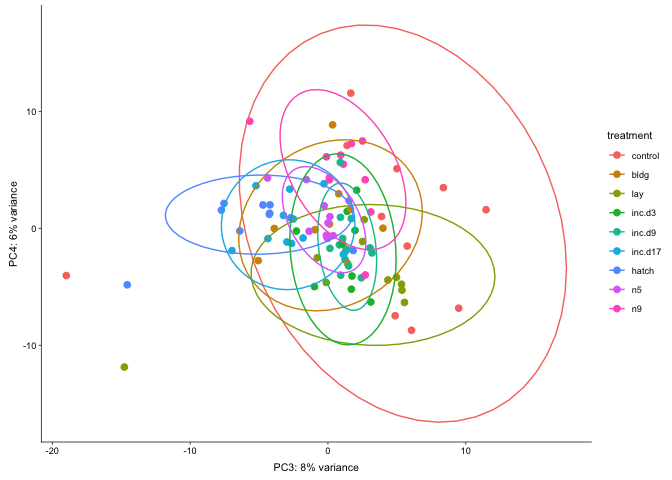 10
0
-10
-20
-10
0
10
PC3: 8% variance
PC4: 6% variance
treatment
control
bldg
lay
inc.d3
inc.d9
inc.d17
hatch
n5
n9